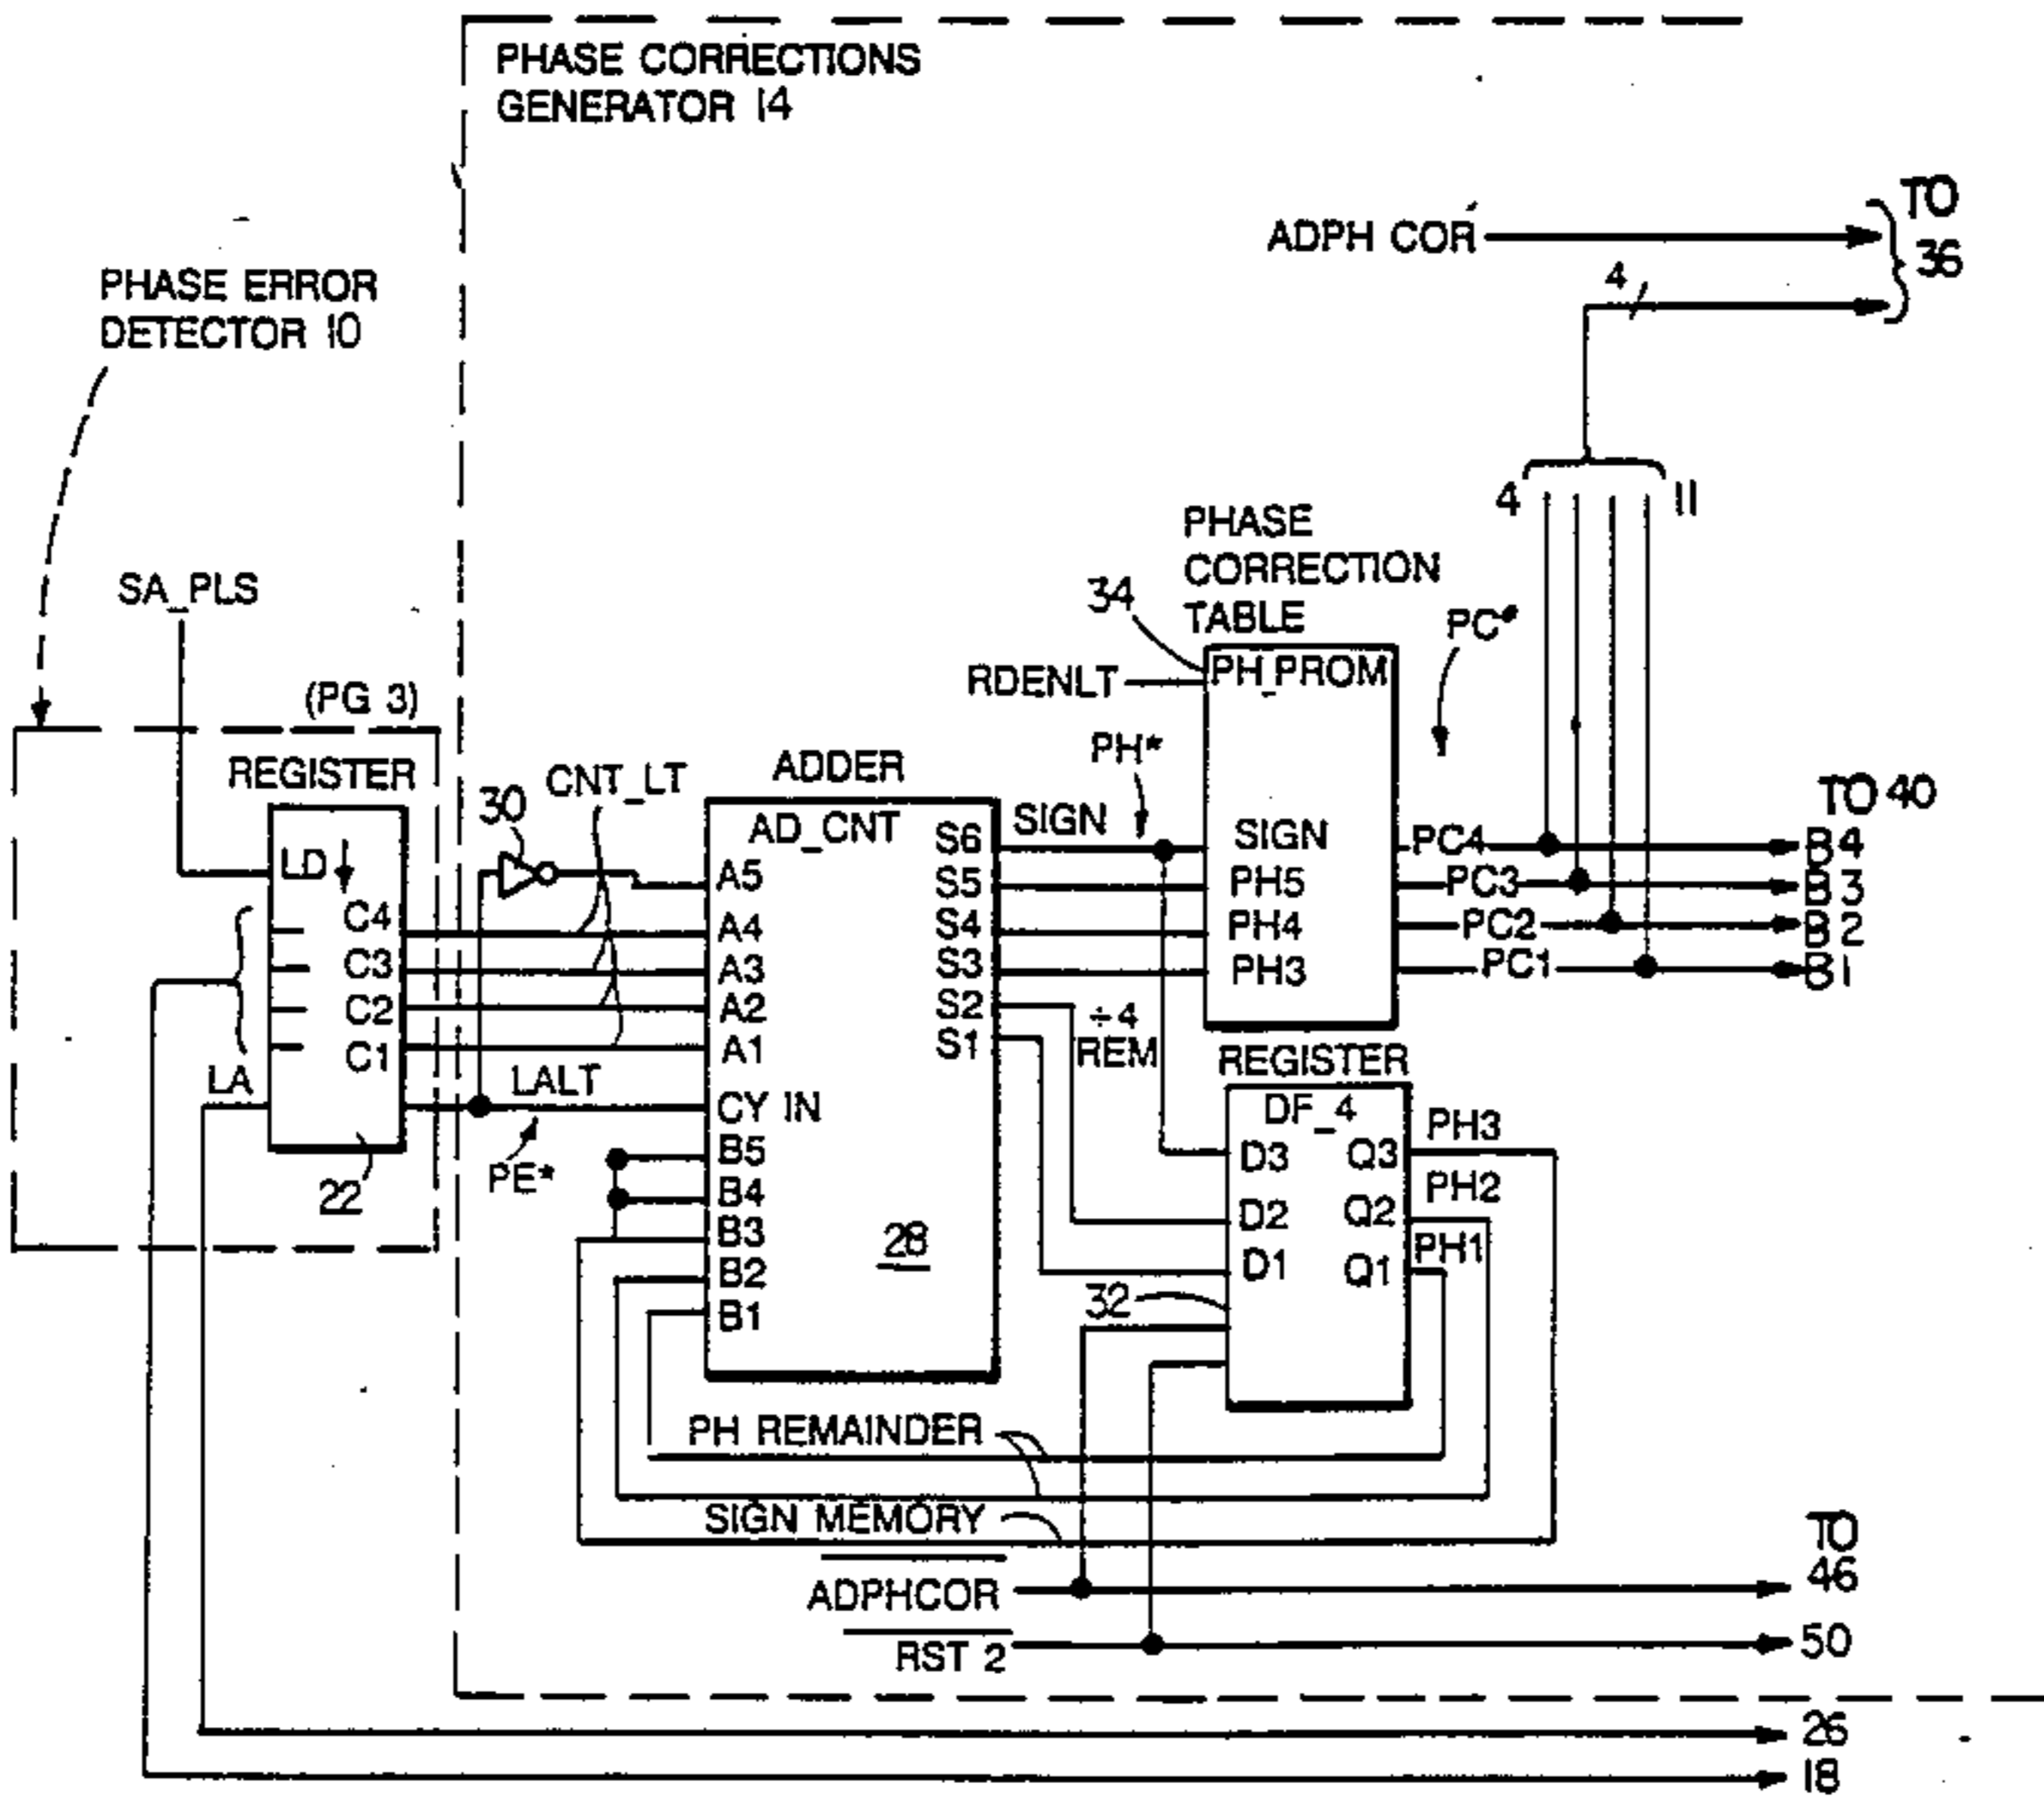 PHASE CORRECTIONS
GENERATOR 14
TO
36
ADPH COR
4
PHASE ERROR
DETECTOR 10
4
11
PHASE
CORRECTION
TABLE
34
PC*
SA_PLS
RDENLT
PH_PROM
(PG 3)
REGISTER
CNT_LT
ADDER
PH*
TO 40
30
AD_CNT
S6
SIGN
SIGN
PC4
B4
LD
A5
S5
PH5
PC3
B3
C4
A4
S4
PH4
PC2
B2
C3
A3
S3
PH3
PC1
B1
C2
A2
S2
÷4
REM
C1
A1
S1
REGISTER
LA
LALT
CY IN
DF_4
PH3
PE*
22
B5
D3
Q3
B4
PH2
B3
28
D2
Q2
B2
PH1
D1
Q1
B1
32
PH REMAINDER
SIGN MEMORY
TO
ADPHCOR
46
RST 2
50
26
18